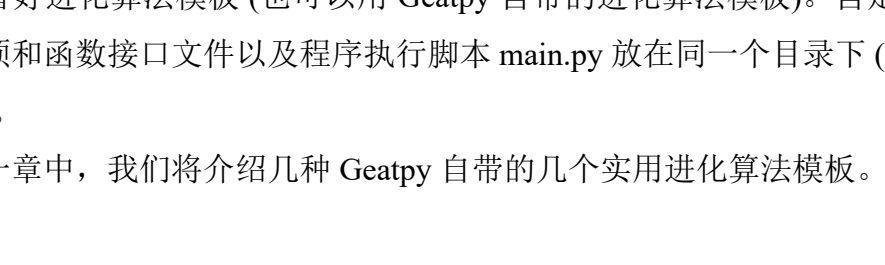 好进化算法模板 (也可以用 Geatpy 自带的进化算法模板)。自定
和函数接口文件以及程序执行脚本 main.py 放在同一个目录下 (
。
章中，我们将介绍几种 Geatpy 自带的几个实用进化算法模板。